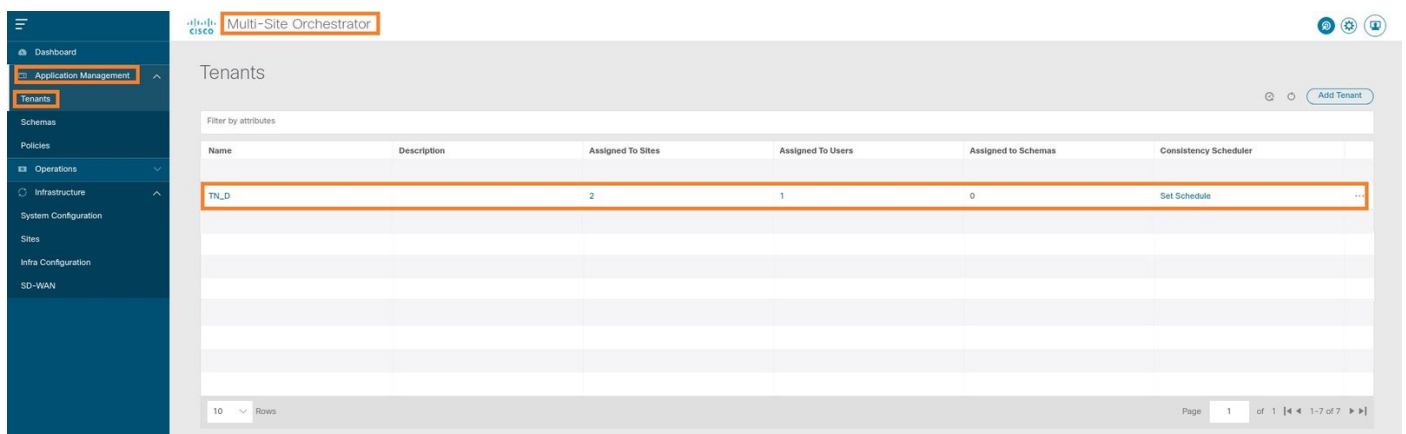 CISCO Multi-Site Orchestrator
Dashboard
Application Management
Tenants
Schemas
Policies
Operations
Infrastructure
System Configuration
Sites
Infra Configuration
SD-WAN
Tenants
Add Tenant
Filter by attributes
Name Description Assigned To Sites Assigned To Users Assigned to Schemas Consistency Scheduler
TN_D 2 1 0 Set Schedule ...
10 Rows Page 1 of 1 1-7 of 7